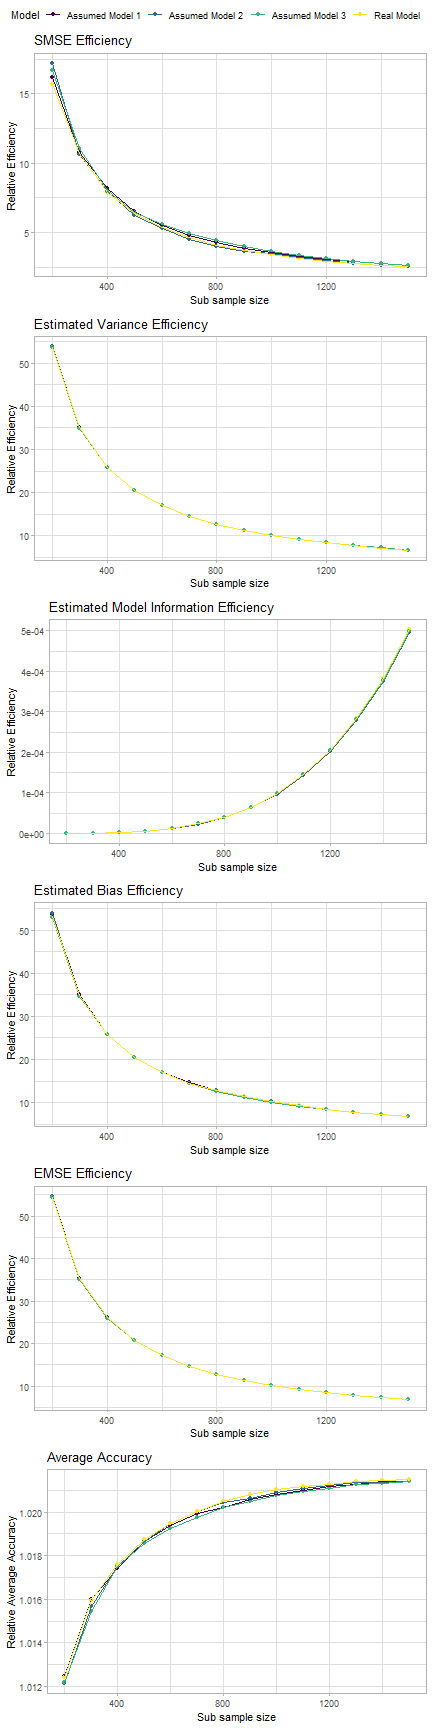 Model Assumed Model 1 Assumed Model 2 Assumed Model 3 Real Model
SMSE Efficiency
Relative Efficiency
15
10
5
400 800 1200
Sub sample size
Estimated Variance Efficiency
Relative Efficiency
50
40
30
20
10
400 800 1200
Sub sample size
Estimated Model Information Efficiency
Relative Efficiency
5e-04
4e-04
3e-04
2e-04
1e-04
0e+00
400 800 1200
Sub sample size
Estimated Bias Efficiency
Relative Efficiency
50
40
30
20
10
400 800 1200
Sub sample size
EMSE Efficiency
Relative Efficiency
50
40
30
20
10
400 800 1200
Sub sample size
Average Accuracy
Relative Average Accuracy
1.020
1.018
1.016
1.014
1.012
400 800 1200
Sub sample size